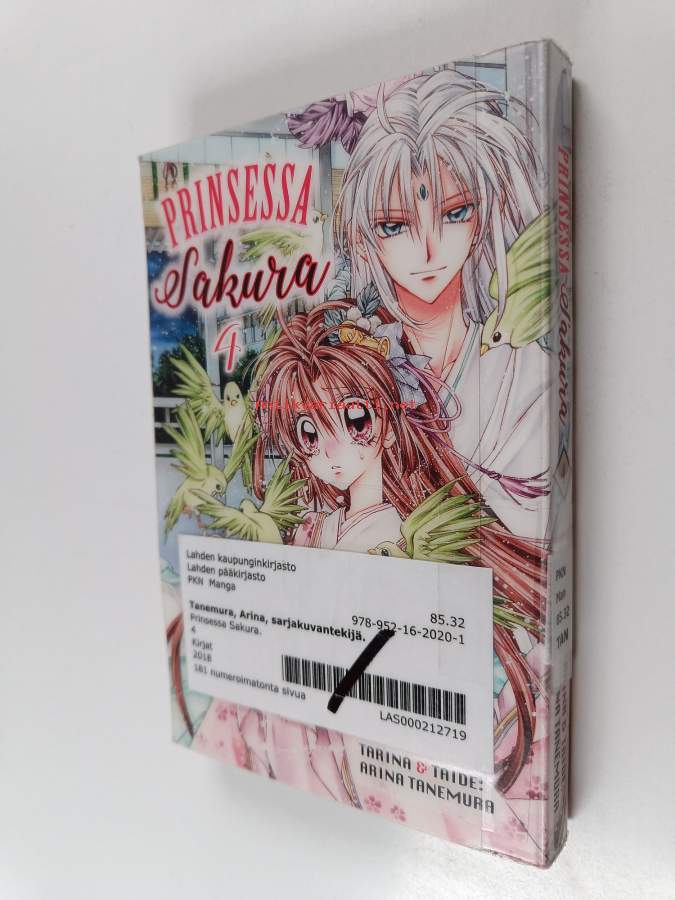 PRINSESSA
Sakura
4
Lahden kaupunginkirjasto
Lahden pääkirjasto
PKN Manga
85.32
Tanemura, Arina, sarjakuvantekijä.
978-952-16-2020-1
Prinsessa Sakura.
4
Kirjat
2018
181 numeroimatonta sivua
LAS000212719
TARINA & TAIDE:
ARINA TANEMURA
PRINSESSA Sakura
PKN
85.32
TAN